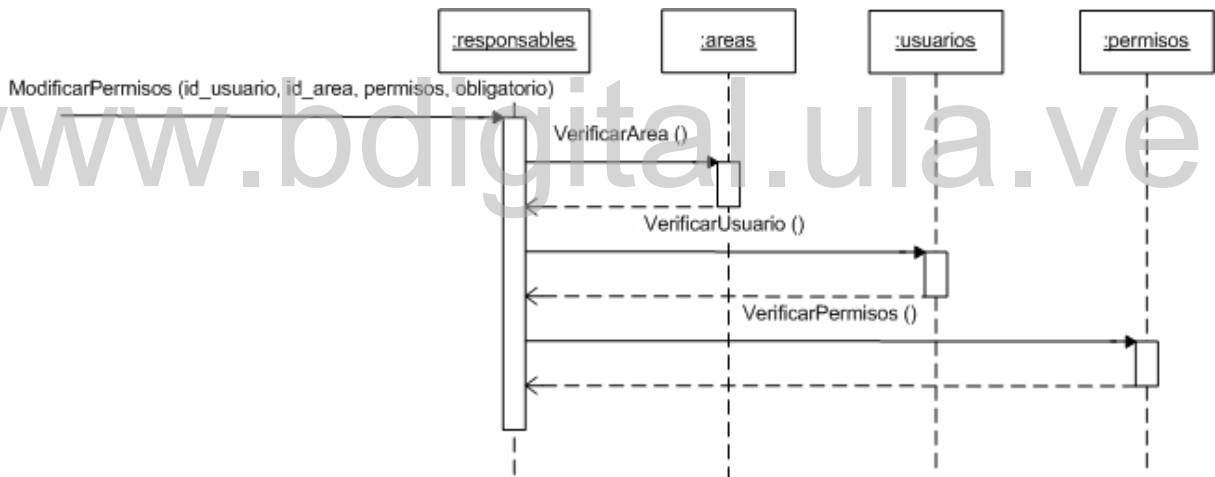 :responsables
:areas
:usuarios
:permisos
ModificarPermisos (id_usuario, id_area, permisos, obligatorio)
VerificarArea ()
www.bdigital.ula.ve
VerificarUsuario ()
VerificarPermisos ()